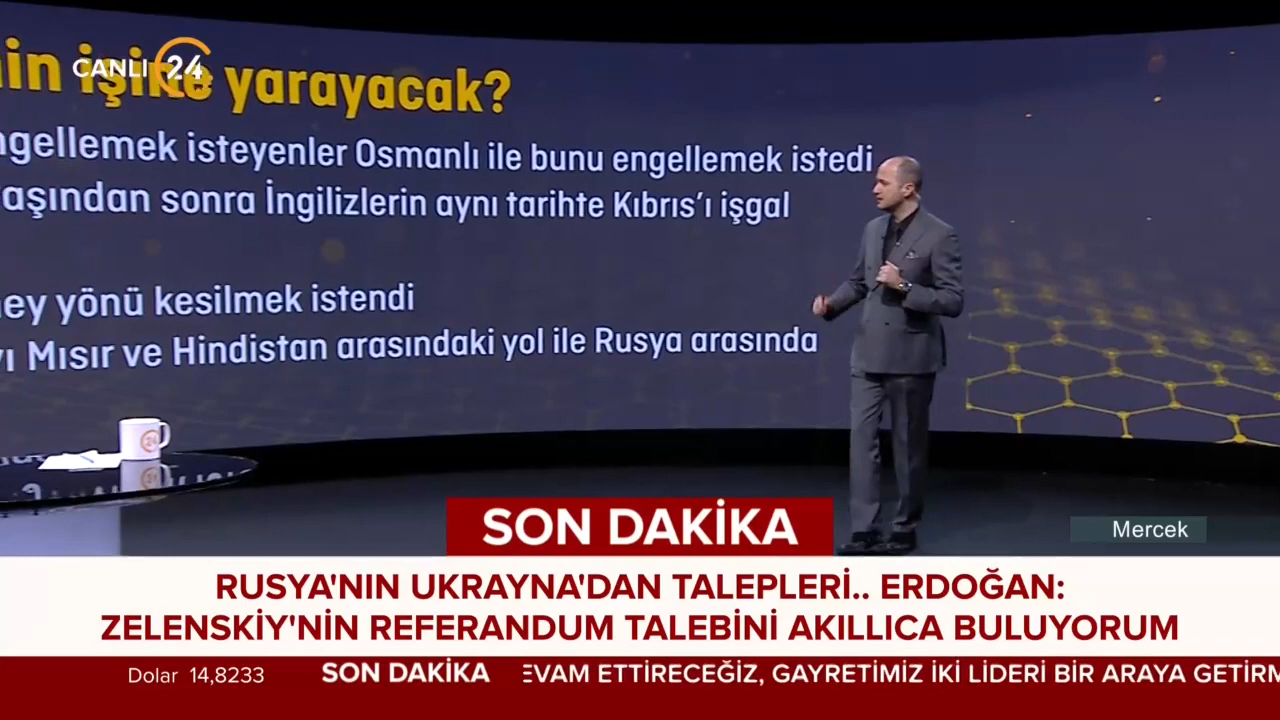 CANLI 24
işine yarayacak?
engellemek isteyenler Osmanlı ile bunu engellemek istedi
sonra İngilizlerin aynı tarihte Kıbrıs'ı işgal
yönü kesilmek istendi
Mısır ve Hindistan arasındaki yol ile Rusya arasında
24
SON DAKİKA
Mercek
RUSYA'NIN UKRAYNA'DAN TALEPLERİ.. ERDOĞAN:
ZELENSKİY'NİN REFERANDUM TALEBİNİ AKILLICA BULUYORUM
Dolar 14,8233 SON DAKİKA EVAM ETTİRECEĞİZ, GAYRETİMİZ İKİ LİDERİ BİR ARAYA GETİRM